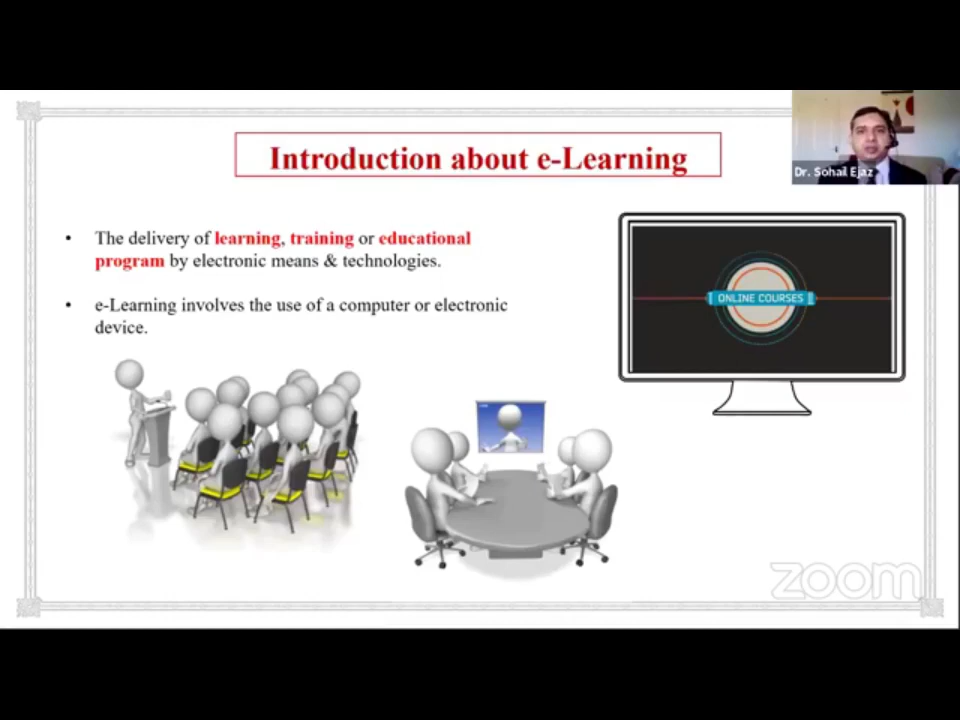 Introduction about e-Learning
Dr. Sohail Ejaz
• The delivery of learning, training or educational
program by electronic means & technologies.
• e-Learning involves the use of a computer or electronic
device.
ONLINE COURSES
zoom